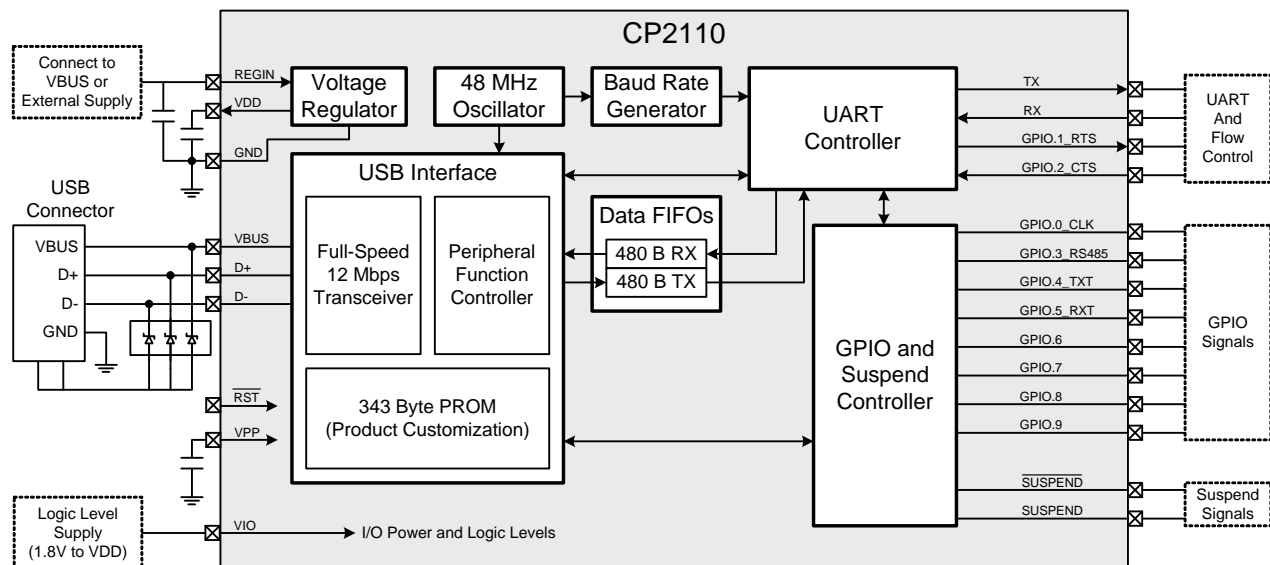 CP2110
Connect to
VBUS or
External Supply
REGIN
VDD
GND
Voltage
Regulator
48 MHz
Oscillator
Baud Rate
Generator
UART
Controller
TX
RX
GPIO.1_RTS
GPIO.2_CTS
UART
And
Flow
Control
USB
Connector
VBUS
D+
D-
GND
VBUS
D+
D-
USB Interface
Full-Speed
12 Mbps
Transceiver
Peripheral
Function
Controller
343 Byte PROM
(Product Customization)
Data FIFOs
480 B RX
480 B TX
GPIO and
Suspend
Controller
GPIO.0_CLK
GPIO.3_RS485
GPIO.4_TXT
GPIO.5_RXT
GPIO.6
GPIO.7
GPIO.8
GPIO.9
GPIO
Signals
SUSPEND
SUSPEND
Suspend
Signals
RST
VPP
Logic Level
Supply
(1.8V to VDD)
VIO
I/O Power and Logic Levels